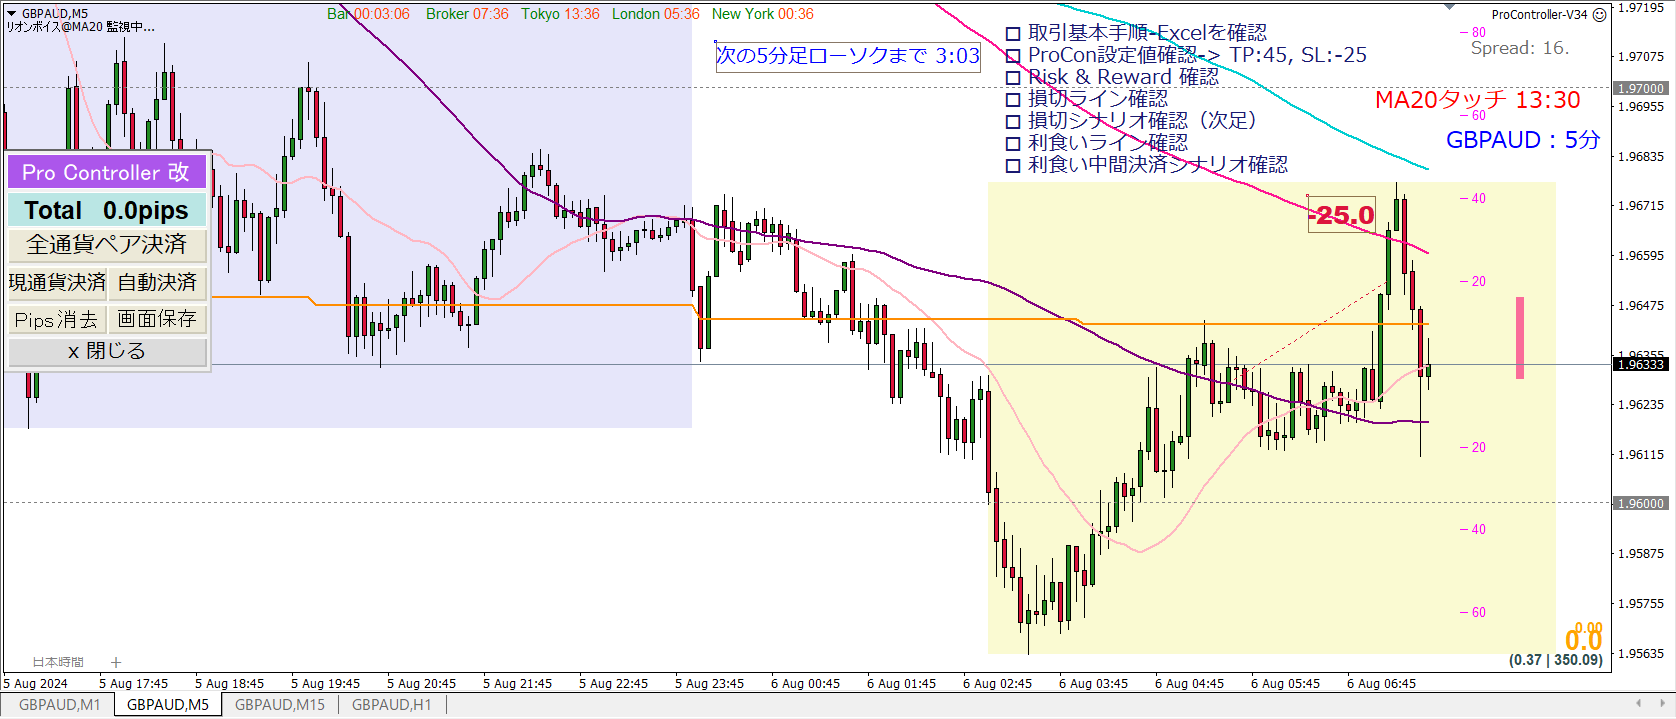 GBPAUD,M5
リオンボイス@MA20 監視中...
Bar 00:03:06 Broker 07:36 Tokyo 13:36 London 05:36 New York 00:36
ProController-V34
次の5分足ローソクまで 3:03
□ 取引基本手順-Excelを確認
□ ProCon設定値確認-> TP:45, SL:-25
□ Risk & Reward 確認
□ 損切ライン確認
□ 損切シナリオ確認（次足）
□ 利食いライン確認
□ 利食い中間決済シナリオ確認
Spread: 16.
MA20タッチ 13:30
GBPAUD : 5分
Pro Controller 改
Total 0.0pips
全通貨ペア決済
現通貨決済 自動決済
Pips消去 画面保存
x 閉じる
-25.0
80
60
40
20
20
40
60
1.97195
1.97075
1.97000
1.96955
1.96835
1.96715
1.96595
1.96475
1.96355
1.96333
1.96235
1.96115
1.96000
1.95875
1.95755
1.95635
0.00
0.0
(0.37 | 350.09)
日本時間
5 Aug 2024 5 Aug 17:45 5 Aug 18:45 5 Aug 19:45 5 Aug 20:45 5 Aug 21:45 5 Aug 22:45 5 Aug 23:45 6 Aug 00:45 6 Aug 01:45 6 Aug 02:45 6 Aug 03:45 6 Aug 04:45 6 Aug 05:45 6 Aug 06:45
GBPAUD,M1 GBPAUD,M5 GBPAUD,M15 GBPAUD,H1